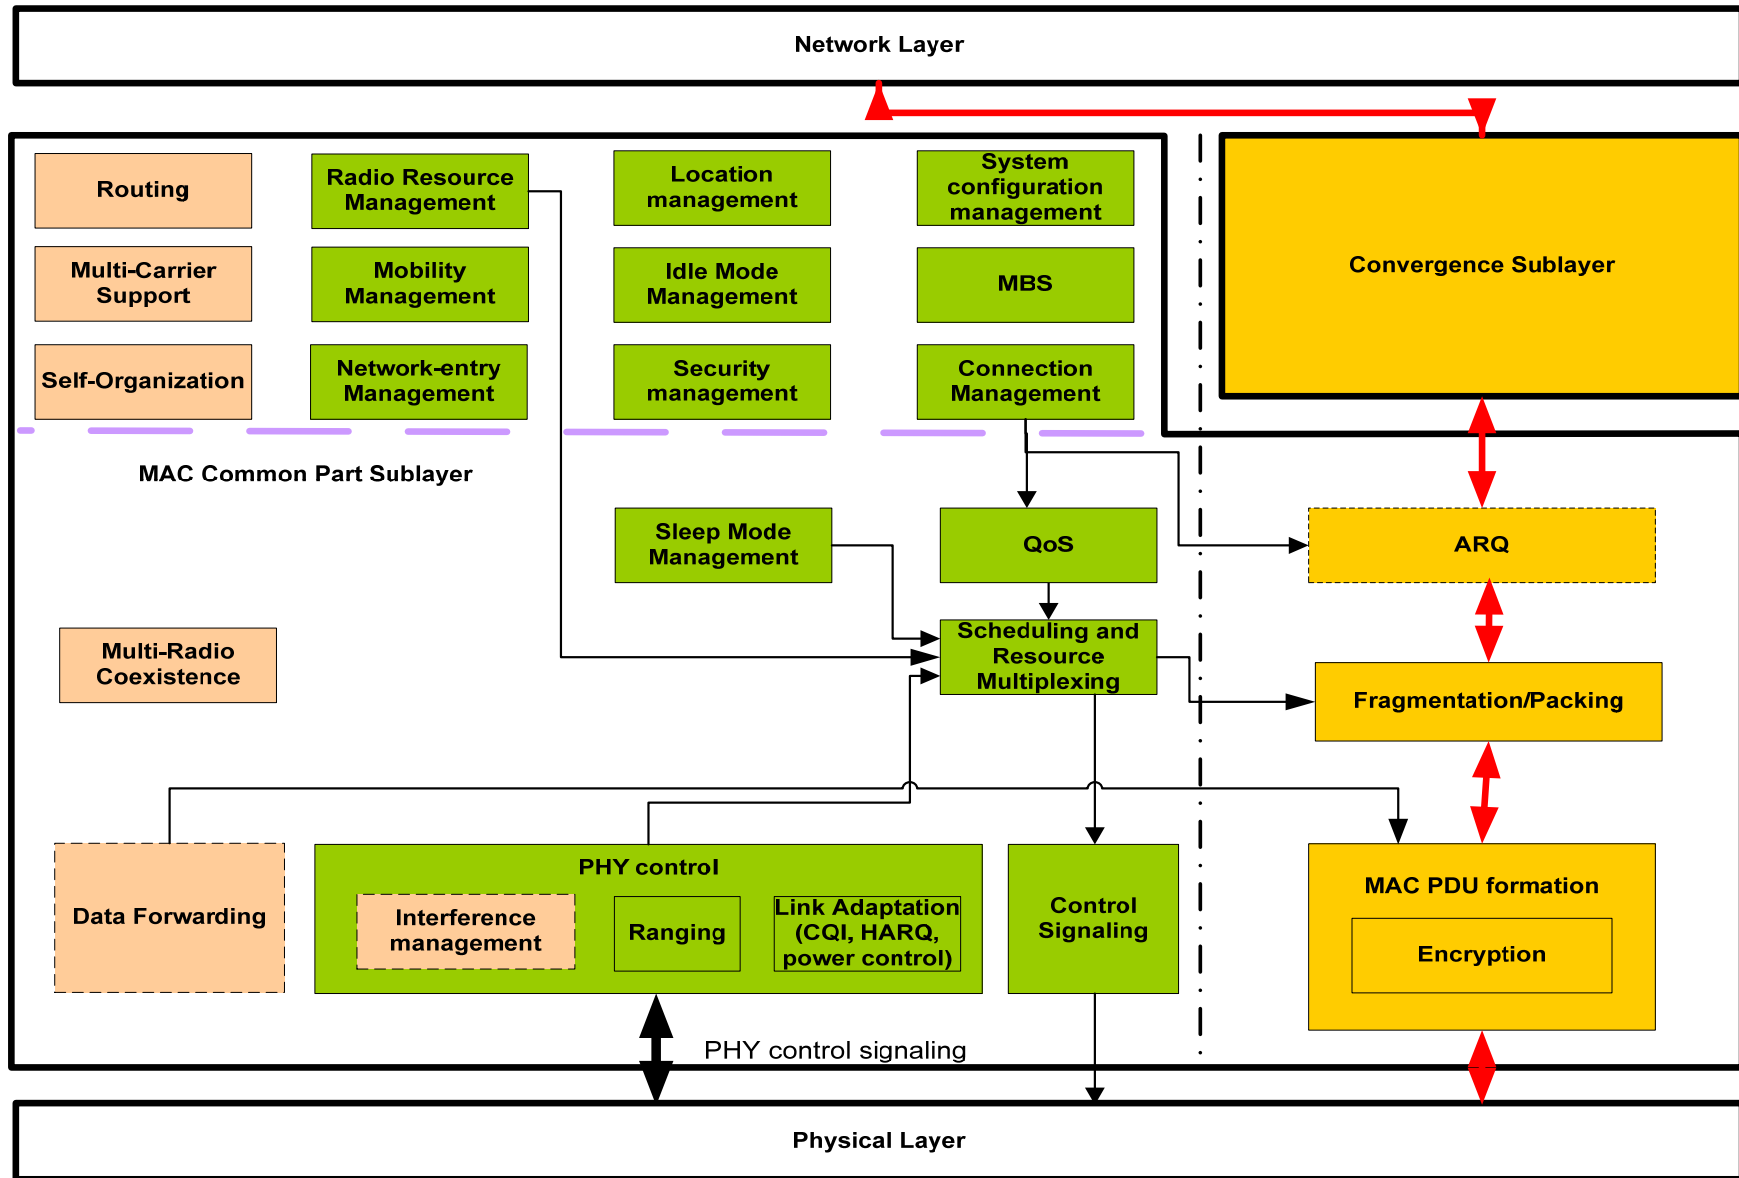 Network Layer
Routing
Radio Resource
Management
Location
management
System
configuration
management
Convergence Sublayer
Multi-Carrier
Support
Mobility
Management
Idle Mode
Management
MBS
Self-Organization
Network-entry
Management
Security
management
Connection
Management
MAC Common Part Sublayer
Sleep Mode
Management
QoS
ARQ
Multi-Radio
Coexistence
Scheduling and
Resource
Multiplexing
Fragmentation/Packing
Data Forwarding
PHY control
Interference
management
Ranging
Link Adaptation
(CQI, HARQ,
power control)
Control
Signaling
MAC PDU formation
Encryption
PHY control signaling
Physical Layer